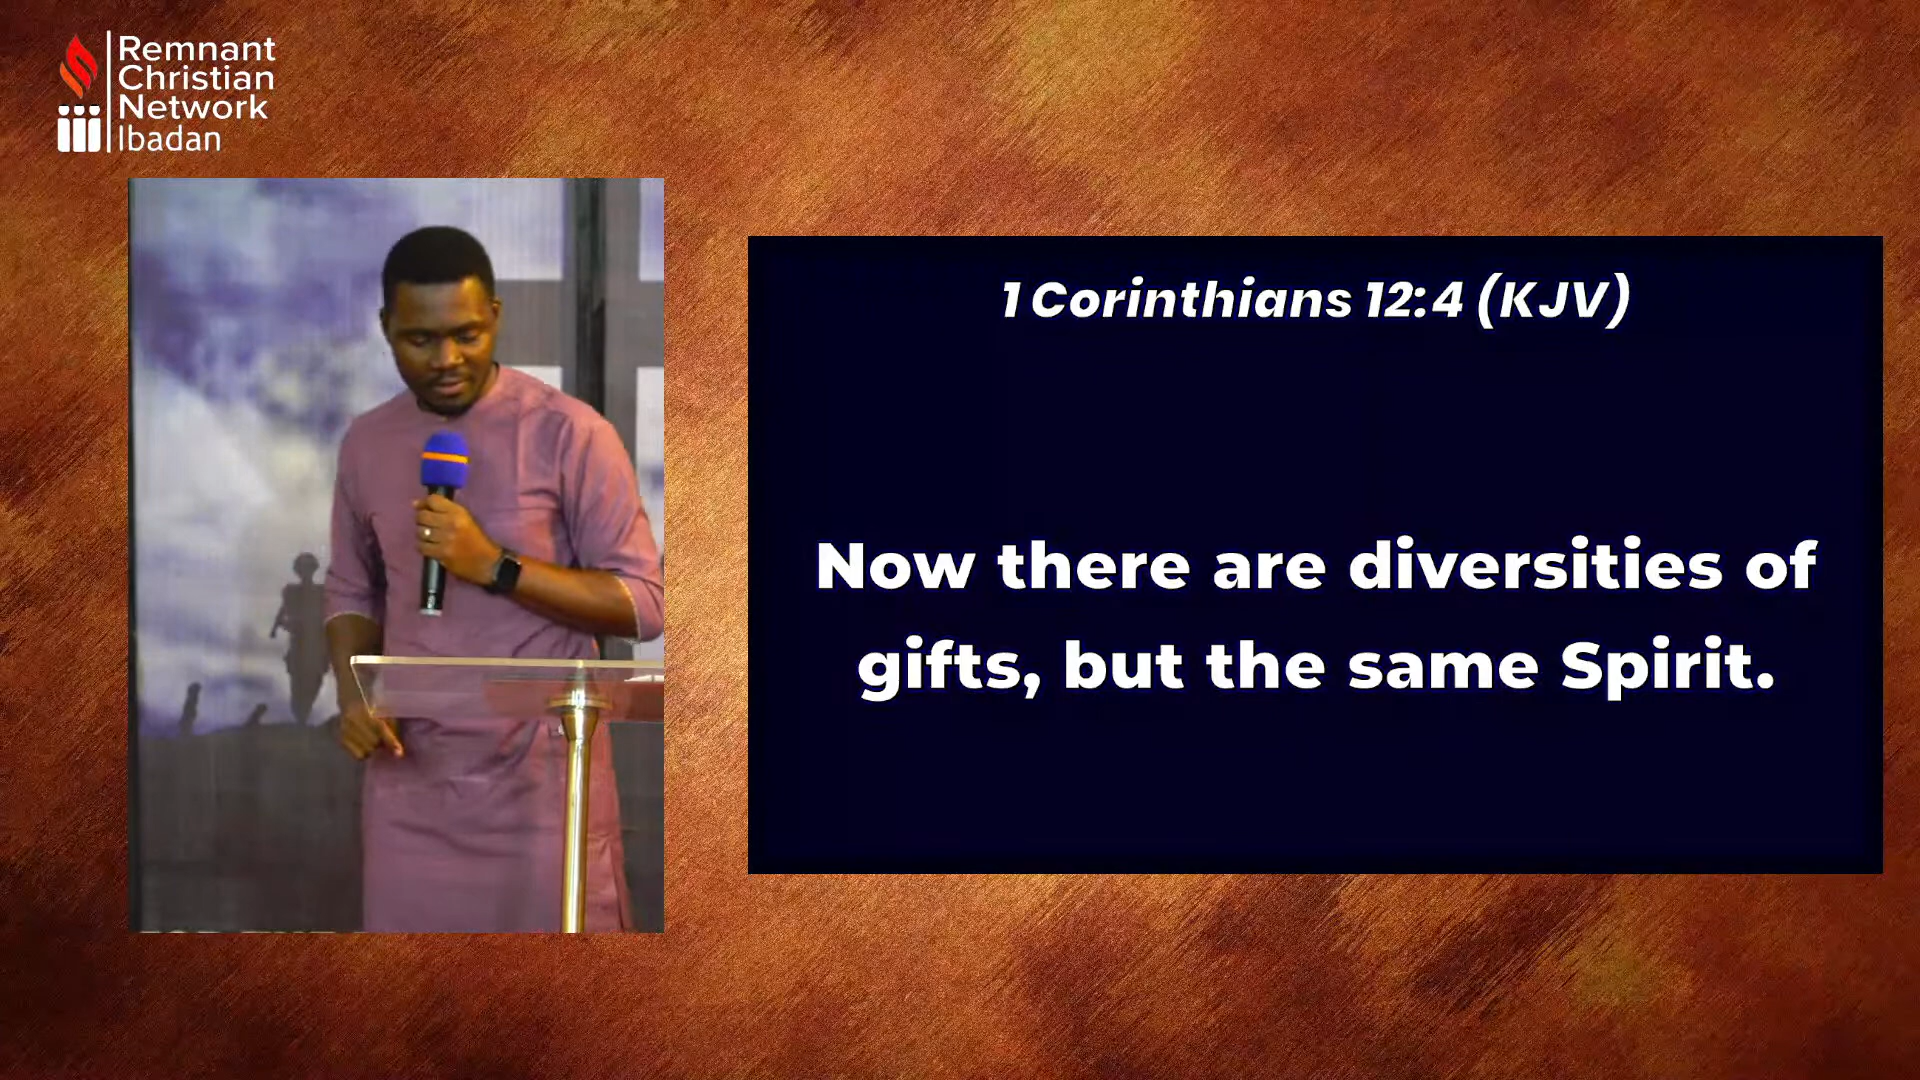 Remnant
Christian
Network
Ibadan
1 Corinthians 12:4 (KJV)
Now there are diversities of
gifts, but the same Spirit.